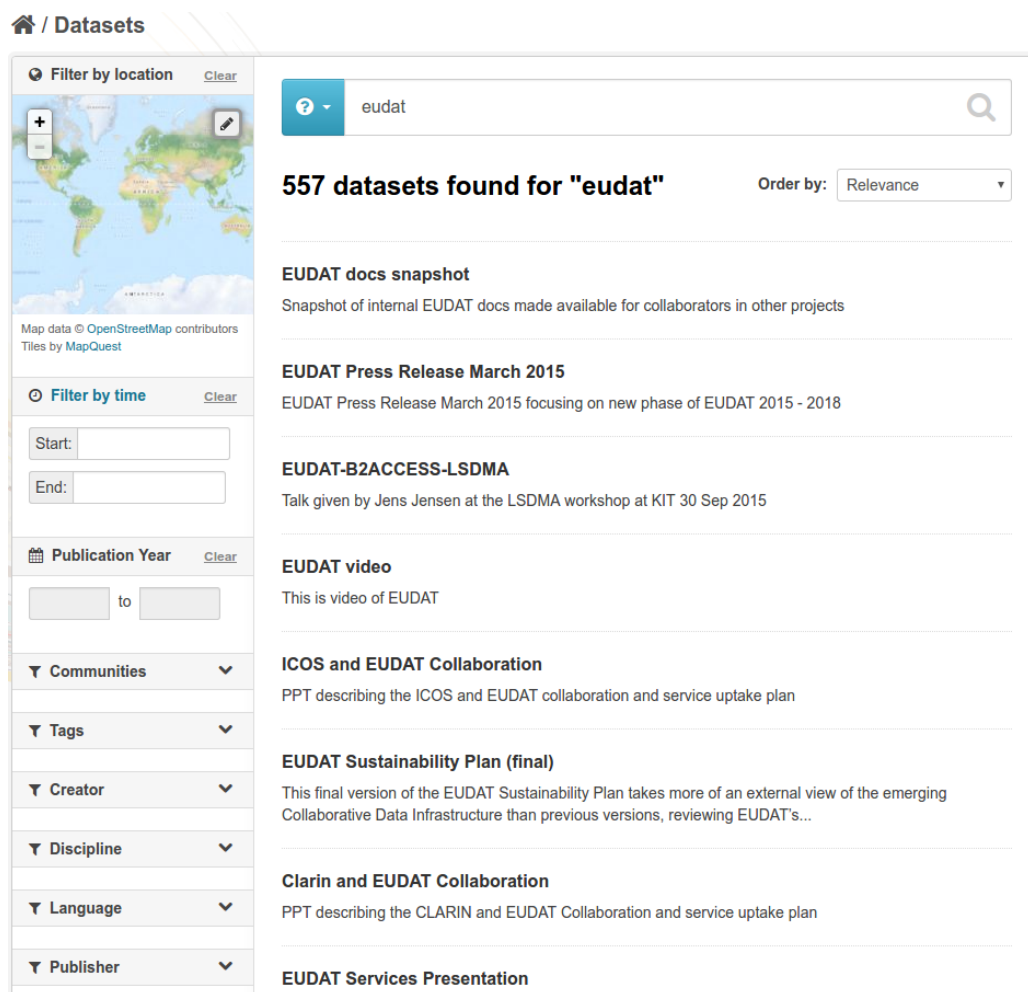 / Datasets
Filter by location Clear
+
AFRICA
ANTARCTICA
Map data © OpenStreetMap contributors
Tiles by MapQuest
Filter by time Clear
Start:
End:
Publication Year Clear
to
Communities
Tags
Creator
Discipline
Language
Publisher
? eudat
557 datasets found for "eudat" Order by: Relevance
EUDAT docs snapshot
Snapshot of internal EUDAT docs made available for collaborators in other projects
EUDAT Press Release March 2015
EUDAT Press Release March 2015 focusing on new phase of EUDAT 2015 - 2018
EUDAT-B2ACCESS-LSDMA
Talk given by Jens Jensen at the LSDMA workshop at KIT 30 Sep 2015
EUDAT video
This is video of EUDAT
ICOS and EUDAT Collaboration
PPT describing the ICOS and EUDAT collaboration and service uptake plan
EUDAT Sustainability Plan (final)
This final version of the EUDAT Sustainability Plan takes more of an external view of the emerging
Collaborative Data Infrastructure than previous versions, reviewing EUDAT's...
Clarin and EUDAT Collaboration
PPT describing the CLARIN and EUDAT Collaboration and service uptake plan
EUDAT Services Presentation